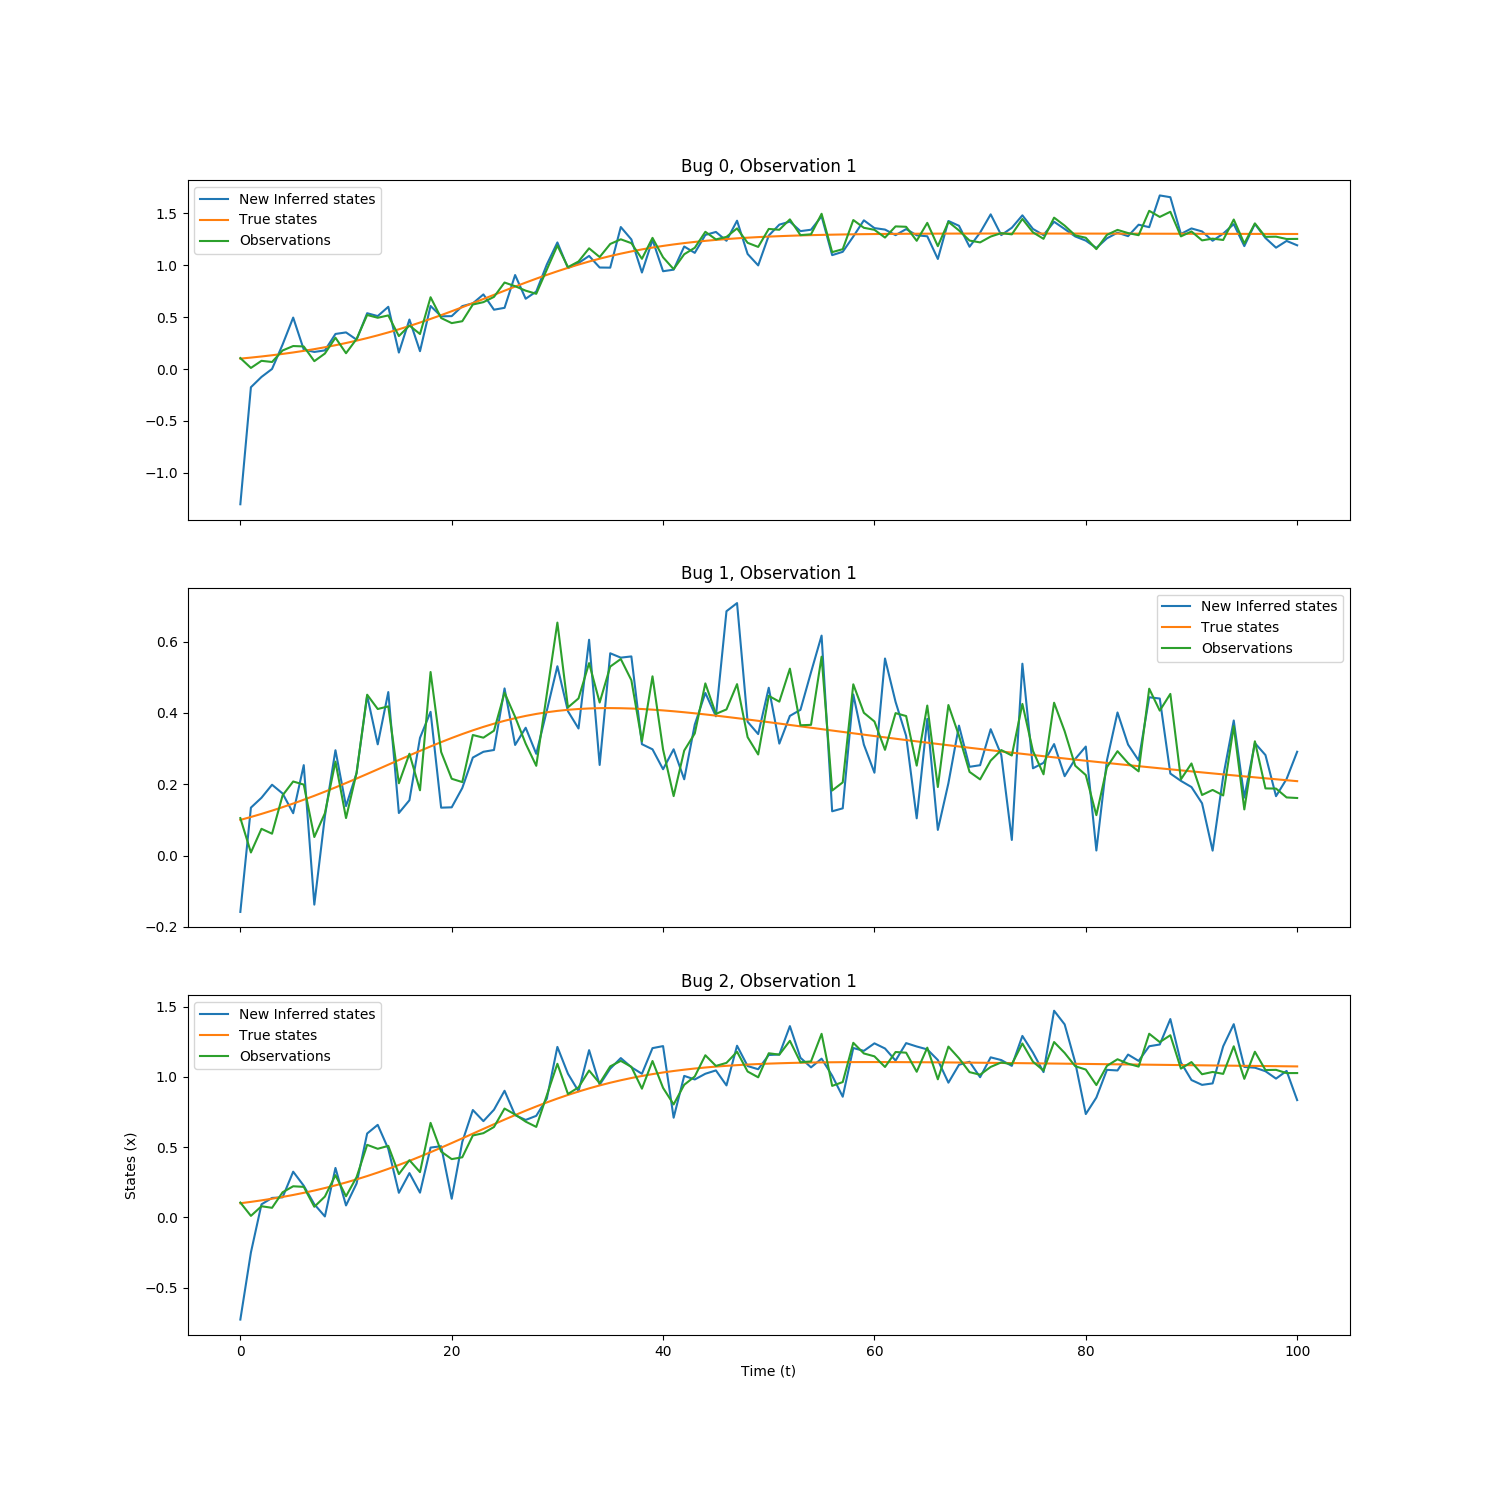 Bug 0, Observation 1
New Inferred states
True states
Observations
1.5
1.0
0.5
0.0
−0.5
−1.0
Bug 1, Observation 1
New Inferred states
True states
Observations
0.6
0.4
0.2
0.0
−0.2
Bug 2, Observation 1
New Inferred states
True states
Observations
1.5
1.0
0.5
0.0
−0.5
States (x)
0 20 40 60 80 100
Time (t)